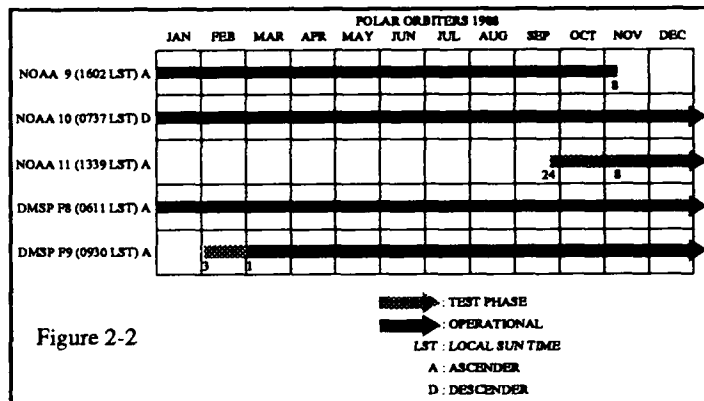 POLAR ORBITERS 1988
JAN FEB MAR APR MAY JUN JUL AUG SEP OCT NOV DEC
NOAA 9 (1602 LST) A
8
NOAA 10 (0737 LST) D
NOAA 11 (1339 LST) A
24 8
DMSP F8 (0611 LST) A
DMSP F9 (0930 LST) A
3 1
: TEST PHASE
: OPERATIONAL
LST : LOCAL SUN TIME
A : ASCENDER
D : DESCENDER
Figure 2-2